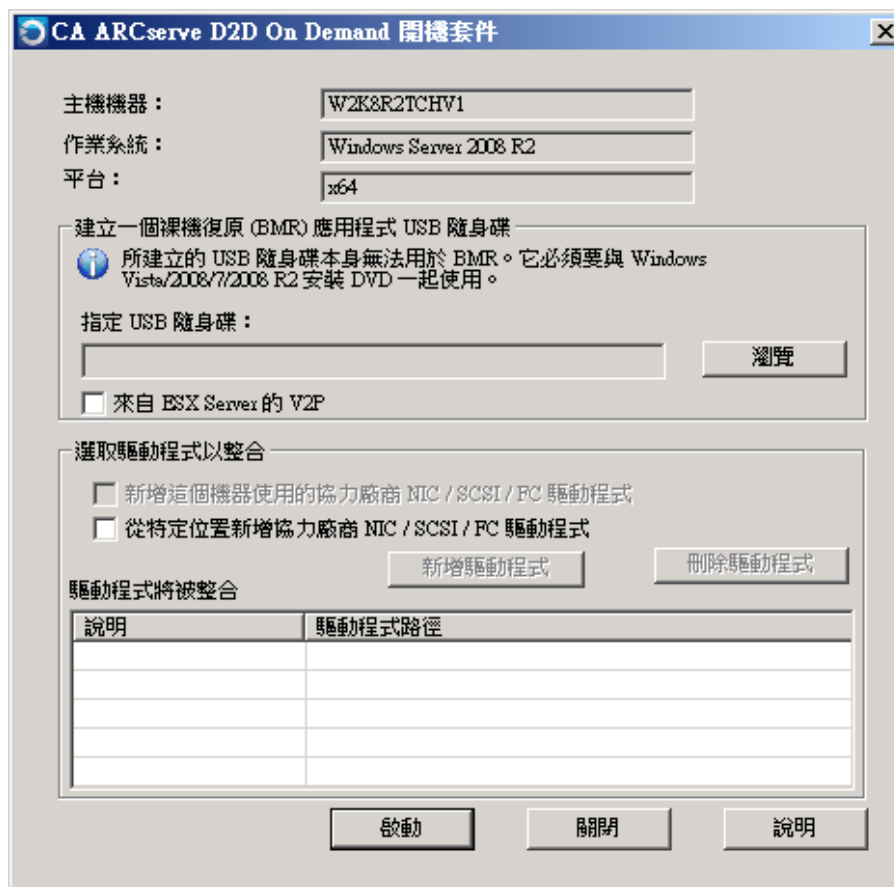 CA ARCserve D2D On Demand 開機套件
主機機器：
W2K8R2TCHV1
作業系統：
Windows Server 2008 R2
平台：
x64
建立一個裸機復原 (BMR) 應用程式 USB 隨身碟
所建立的 USB 隨身碟本身無法用於 BMR。它必須要與 Windows
Vista/2008/7/2008 R2 安裝 DVD 一起使用。
指定 USB 隨身碟：
瀏覽
來自 ESX Server 的 V2P
選取驅動程式以整合
新增這個機器使用的協力廠商 NIC / SCSI / FC 驅動程式
從特定位置新增協力廠商 NIC / SCSI / FC 驅動程式
新增驅動程式
刪除驅動程式
驅動程式將被整合
說明
驅動程式路徑
啟動
關閉
說明